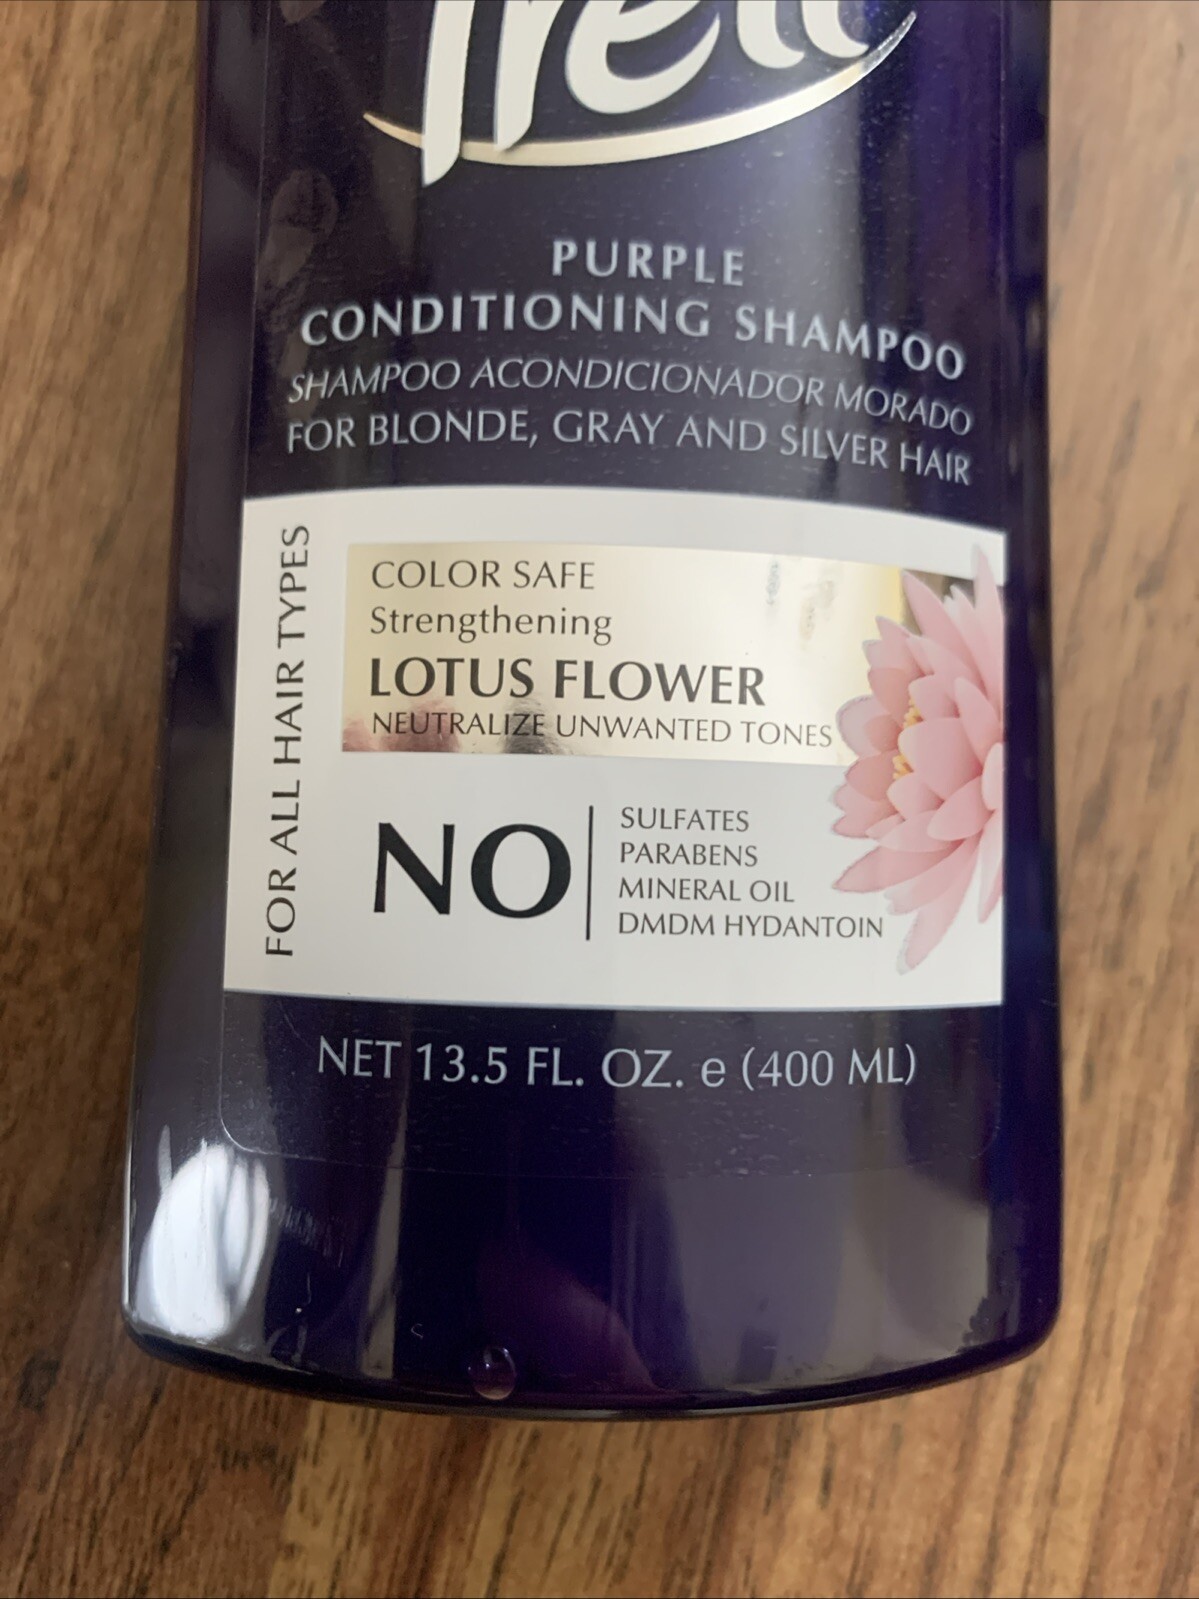 PURPLE
CONDITIONING SHAMPOO
SHAMPOO ACONDICIONADOR MORADO
FOR BLONDE, GRAY AND SILVER HAIR
FOR ALL HAIR TYPES
COLOR SAFE
Strengthening
LOTUS FLOWER
NEUTRALIZE UNWANTED TONES
NO
SULFATES
PARABENS
MINERAL OIL
DMDM HYDANTOIN
NET 13.5 FL. OZ. e (400 ML)